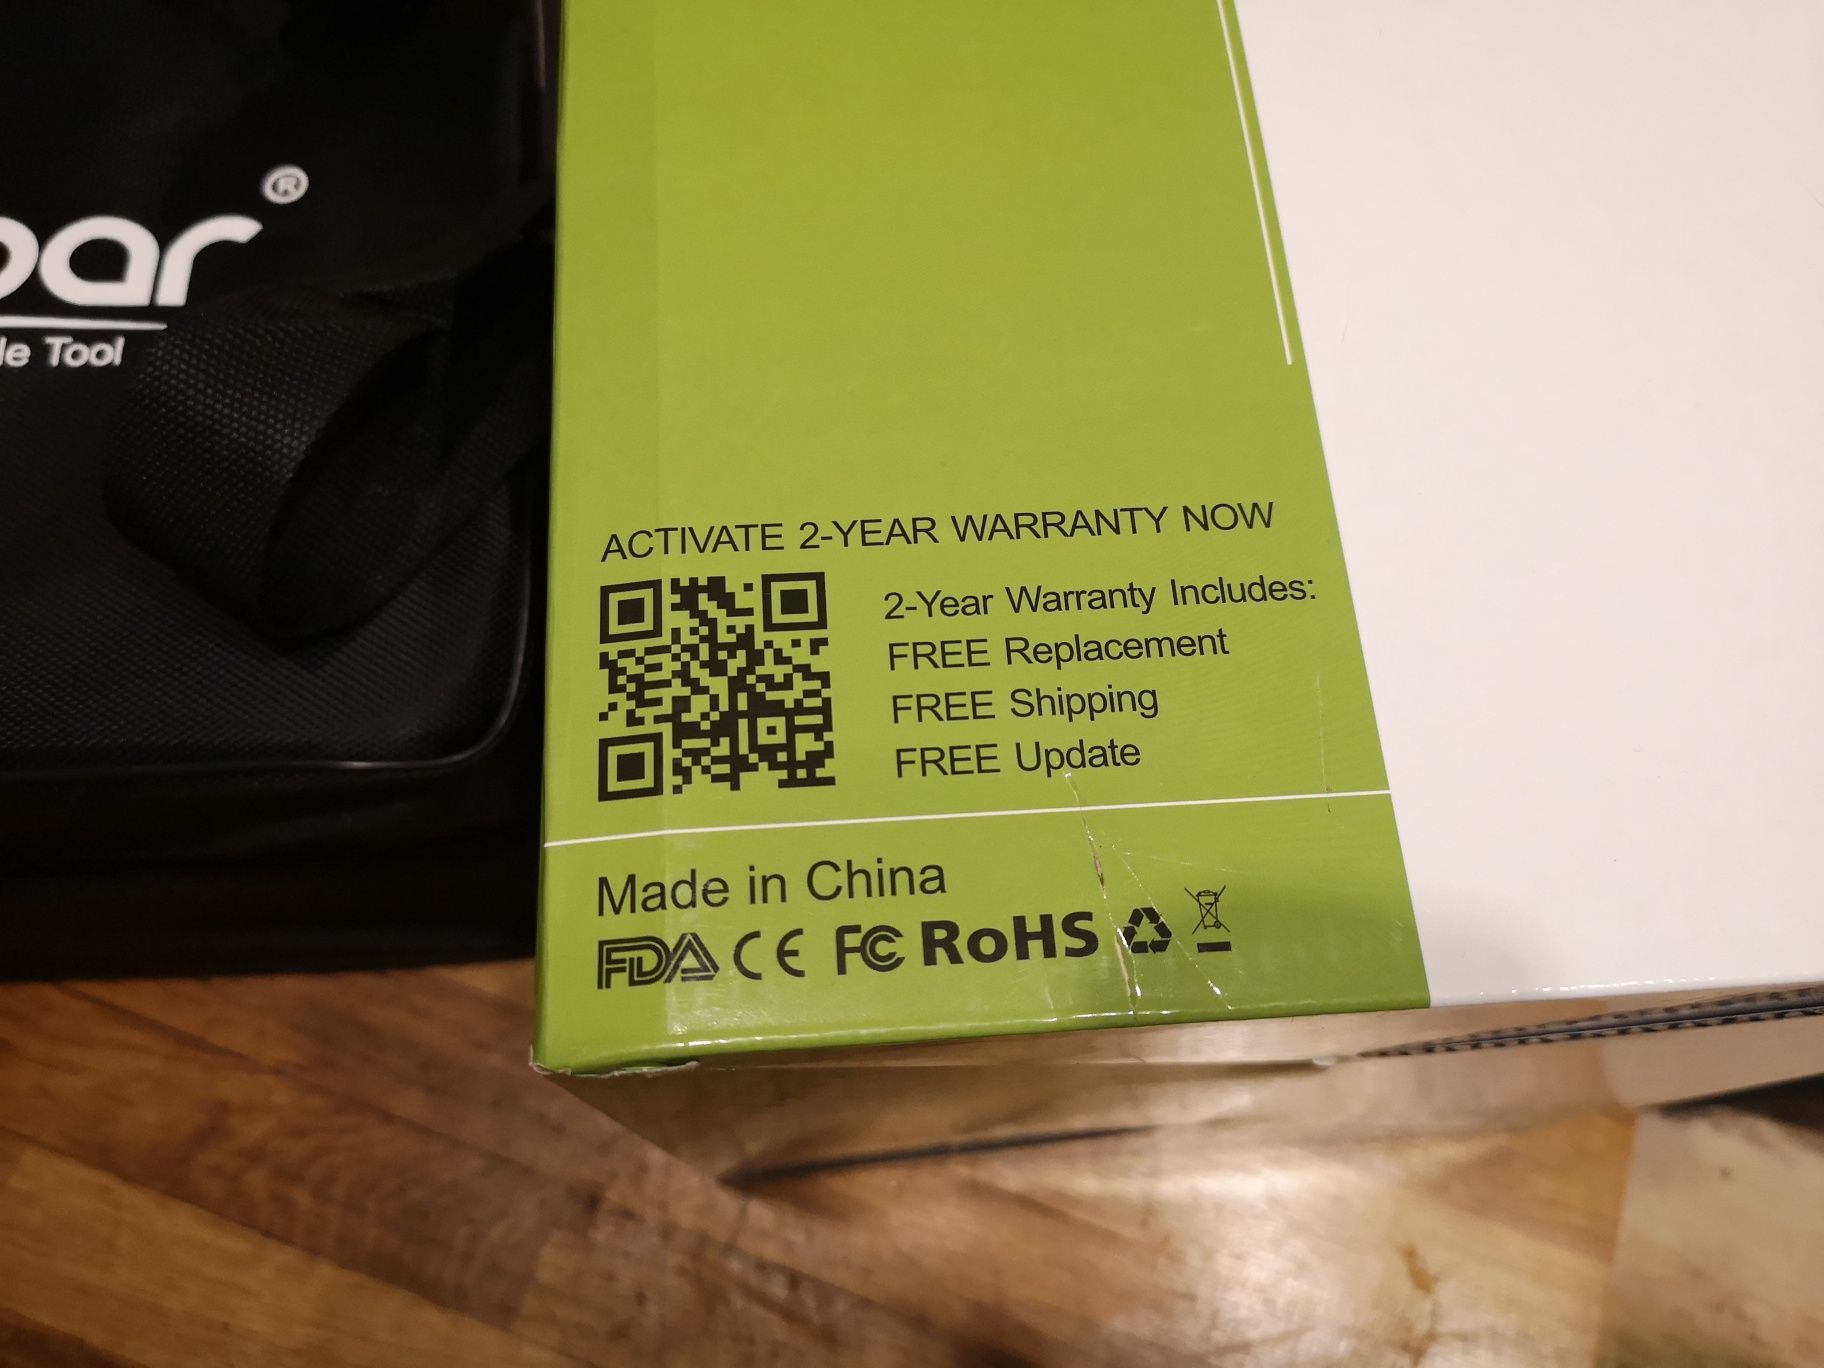 ®
le Tool
ACTIVATE 2-YEAR WARRANTY NOW
2-Year Warranty Includes:
FREE Replacement
FREE Shipping
FREE Update
Made in China
FDA CE FC RoHS